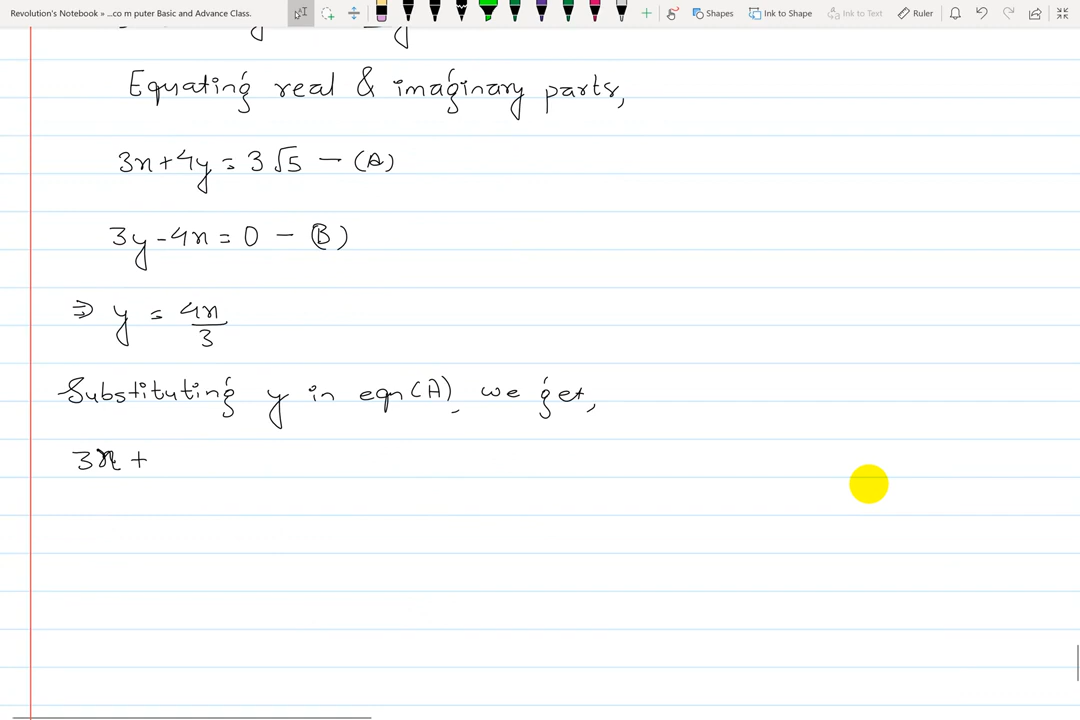 Revolution's Notebook » ...co m puter Basic and Advance Class.
Shapes
Ink to Shape
Ink to Text
Ruler
Equating real & imaginary parts,
3x+4y = 3√5 — (A)
3y-4x = 0 — (B)
⇒ y = 4x/3
Substituting y in eqn(A), we get,
3x +